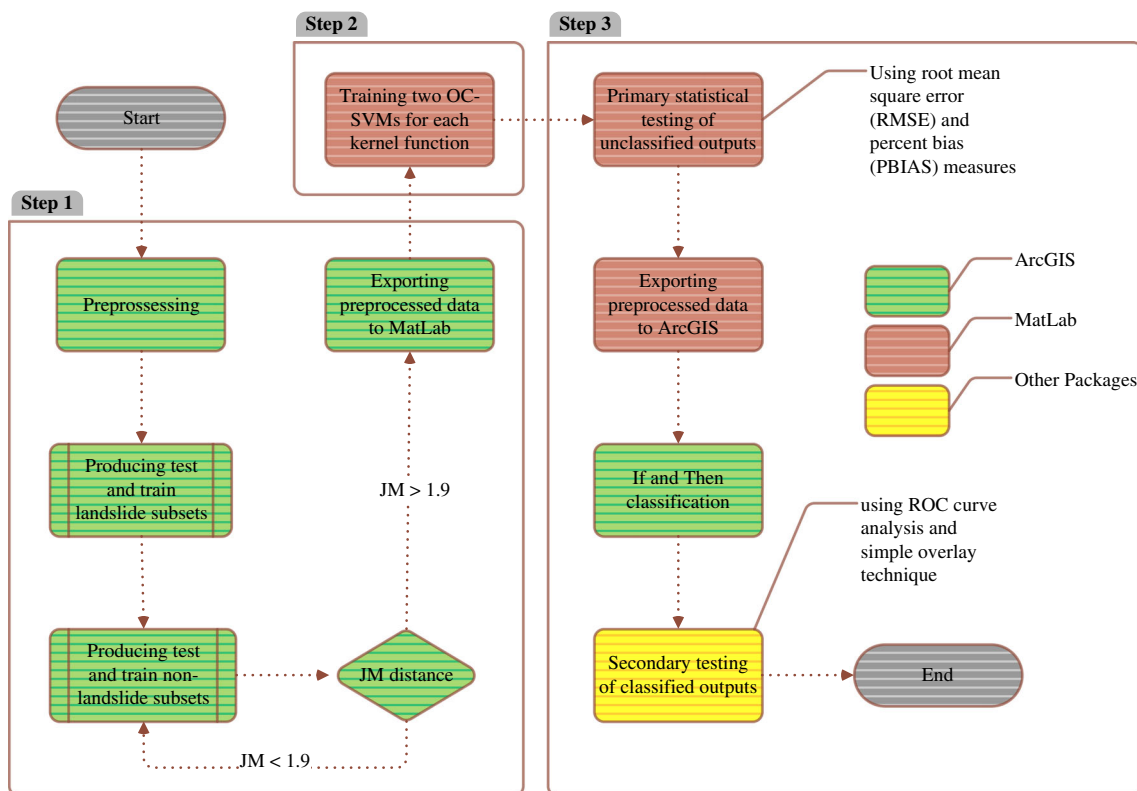 Step 2
Step 3
Start
Training two OC-
SVMs for each
kernel function
Primary statistical
testing of
unclassified outputs
Using root mean
square error
(RMSE) and
percent bias
(PBIAS) measures
Step 1
Preprossessing
Exporting
preprocessed data
to MatLab
Exporting
preprocessed data
to ArcGIS
ArcGIS
MatLab
Other Packages
Producing test
and train
landslide subsets
JM > 1.9
If and Then
classification
using ROC curve
analysis and
simple overlay
technique
Producing test
and train non-
landslide subsets
JM distance
Secondary testing
of classified outputs
End
JM < 1.9